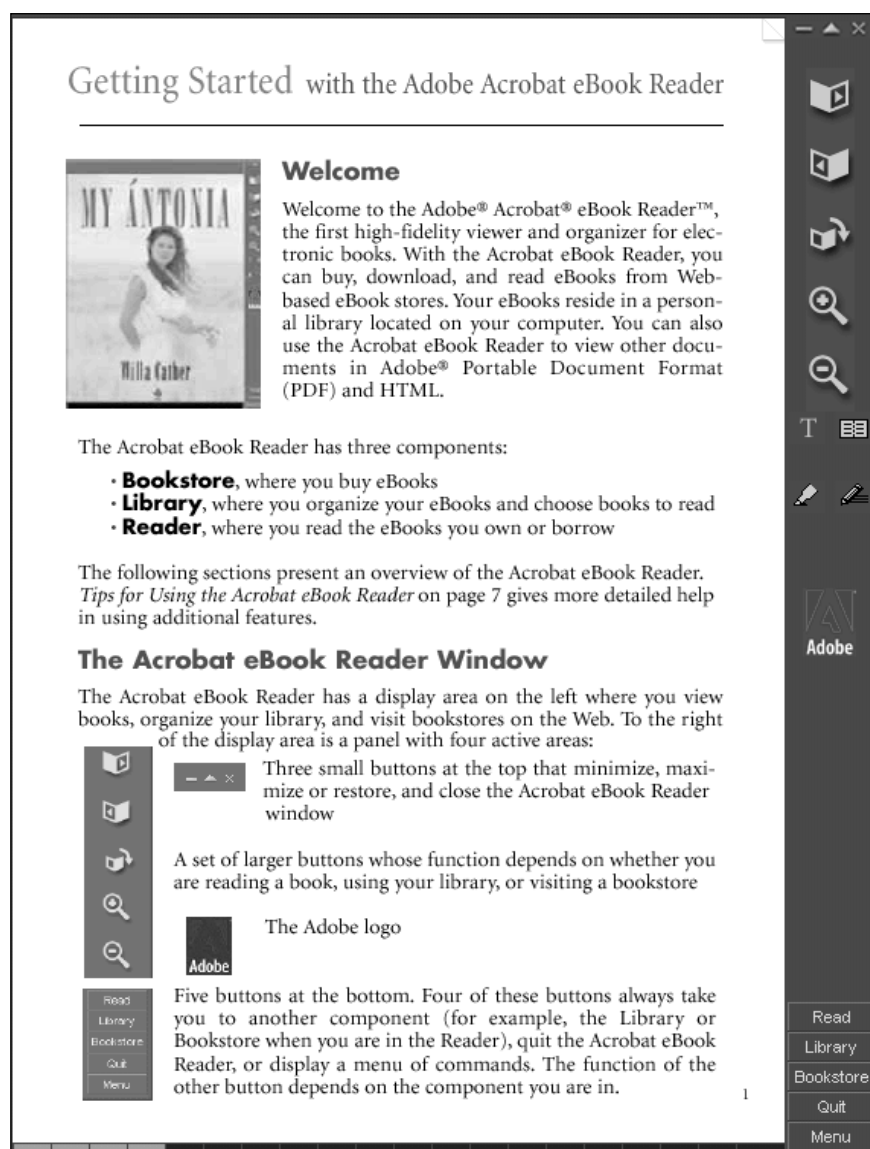 Getting Started with the Adobe Acrobat eBook Reader
MY ÁNTONIA
Willa Cather
Welcome
Welcome to the Adobe® Acrobat® eBook Reader™,
the first high-fidelity viewer and organizer for elec-
tronic books. With the Acrobat eBook Reader, you
can buy, download, and read eBooks from Web-
based eBook stores. Your eBooks reside in a person-
al library located on your computer. You can also
use the Acrobat eBook Reader to view other docu-
ments in Adobe® Portable Document Format
(PDF) and HTML.
The Acrobat eBook Reader has three components:
• Bookstore, where you buy eBooks
• Library, where you organize your eBooks and choose books to read
• Reader, where you read the eBooks you own or borrow
The following sections present an overview of the Acrobat eBook Reader.
Tips for Using the Acrobat eBook Reader on page 7 gives more detailed help
in using additional features.
The Acrobat eBook Reader Window
The Acrobat eBook Reader has a display area on the left where you view
books, organize your library, and visit bookstores on the Web. To the right
of the display area is a panel with four active areas:
Three small buttons at the top that minimize, maxi-
mize or restore, and close the Acrobat eBook Reader
window
A set of larger buttons whose function depends on whether you
are reading a book, using your library, or visiting a bookstore
The Adobe logo
Adobe
Read
Library
Bookstore
Quit
Menu
Five buttons at the bottom. Four of these buttons always take
you to another component (for example, the Library or
Bookstore when you are in the Reader), quit the Acrobat eBook
Reader, or display a menu of commands. The function of the
other button depends on the component you are in.
1
T
Adobe
Read
Library
Bookstore
Quit
Menu